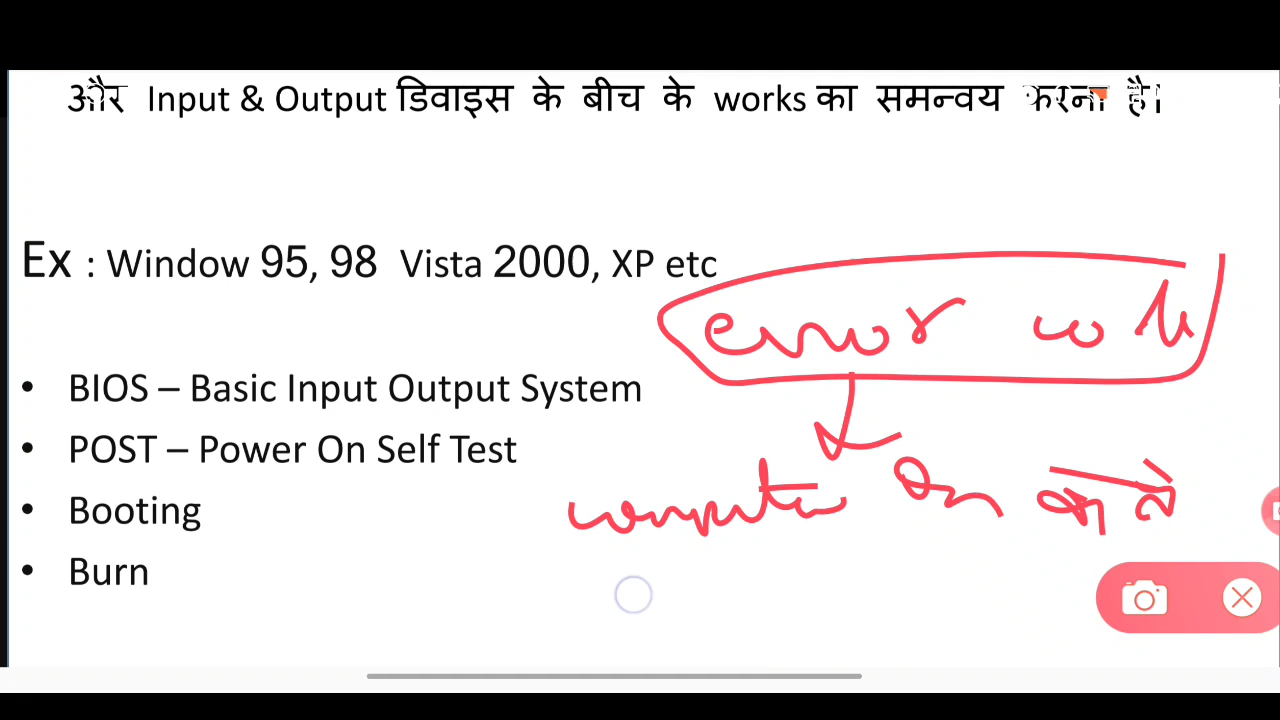 और Input & Output डिवाइस के बीच के works का समन्वय करना है।
Ex : Window 95, 98 Vista 2000, XP etc
error
• BIOS – Basic Input Output System
• POST – Power On Self Test
computer on करते
• Booting
• Burn